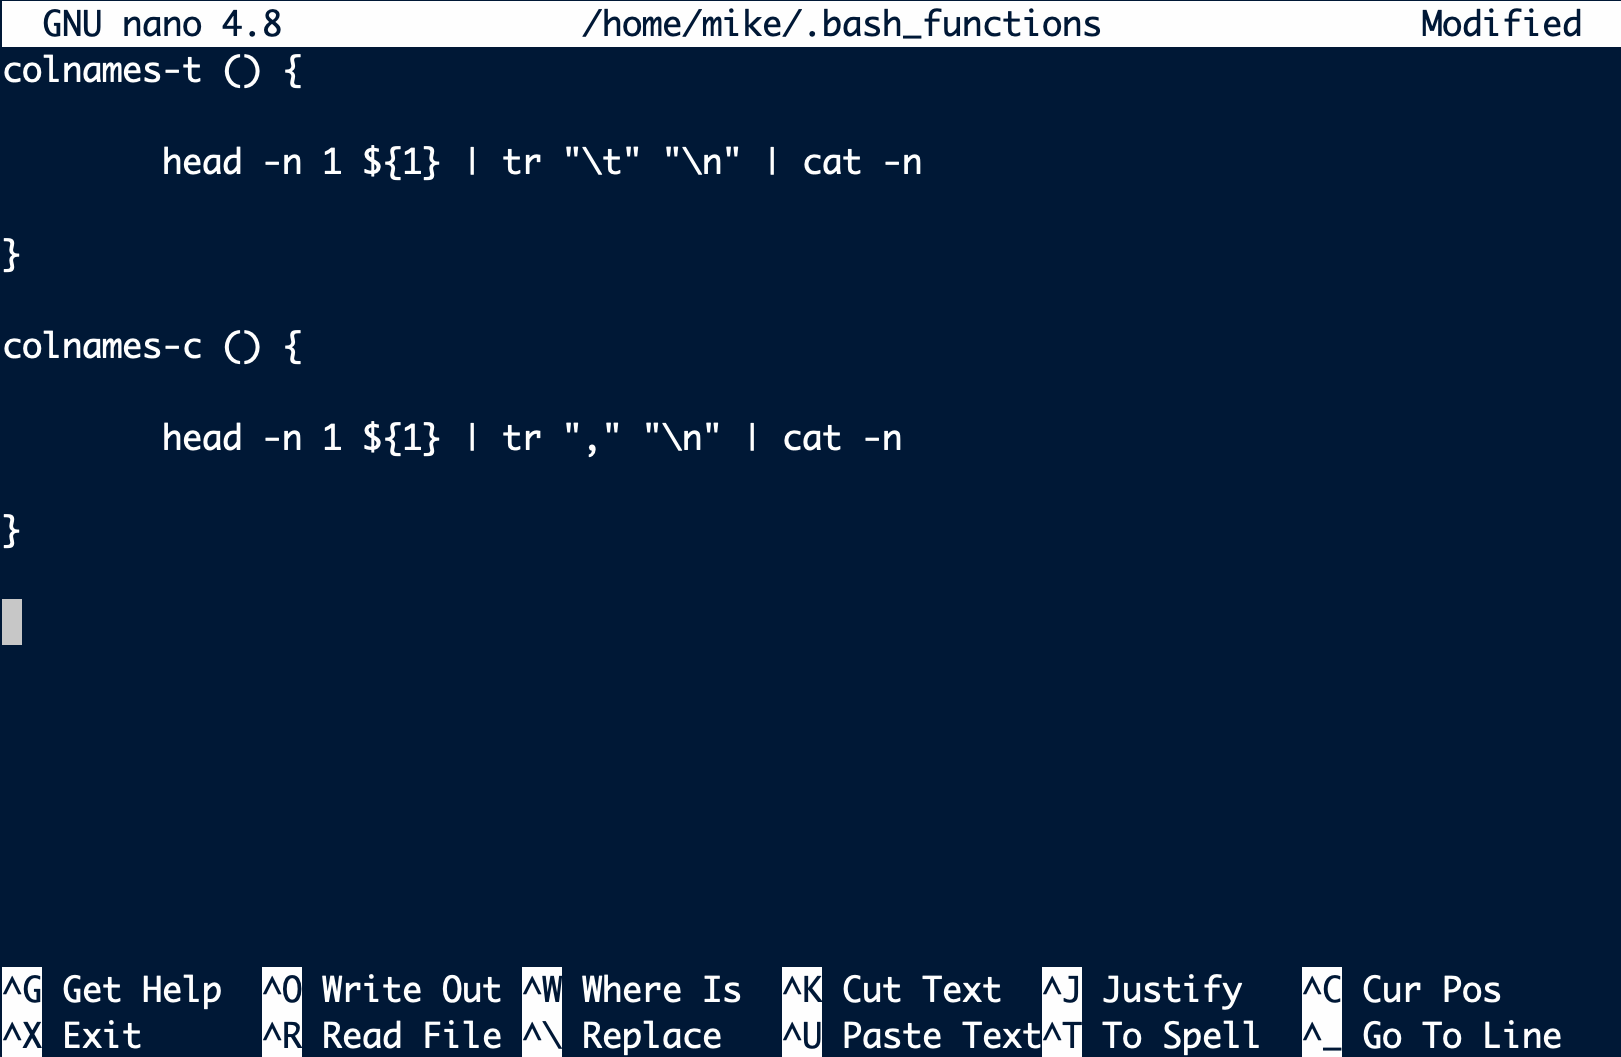 GNU nano 4.8 /home/mike/.bash_functions Modified
colnames-t () {
head -n 1 ${1} | tr "\t" "\n" | cat -n
}
colnames-c () {
head -n 1 ${1} | tr "," "\n" | cat -n
}
^G Get Help ^O Write Out ^W Where Is ^K Cut Text ^J Justify ^C Cur Pos
^X Exit ^R Read File ^\ Replace ^U Paste Text^T To Spell ^_ Go To Line